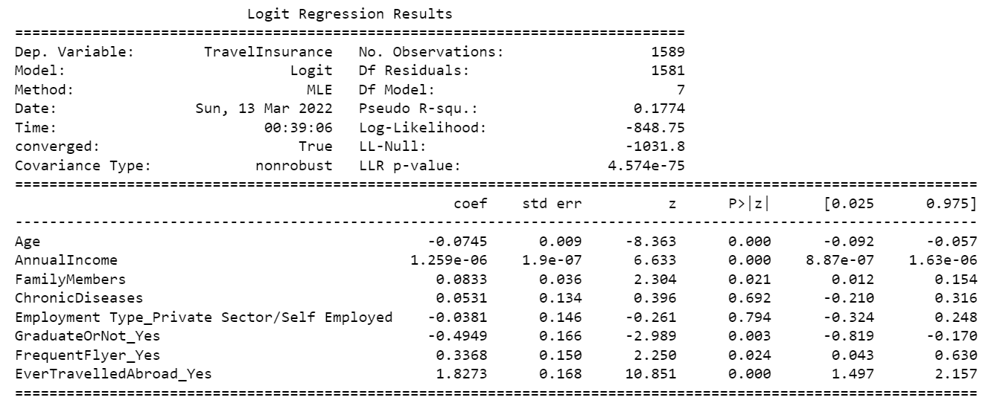 Logit Regression Results
==============================================================================
Dep. Variable: TravelInsurance No. Observations: 1589
Model: Logit Df Residuals: 1581
Method: MLE Df Model: 7
Date: Sun, 13 Mar 2022 Pseudo R-squ.: 0.1774
Time: 00:39:06 Log-Likelihood: -848.75
converged: True LL-Null: -1031.8
Covariance Type: nonrobust LLR p-value: 4.574e-75
================================================================================================================
coef std err z P>|z| [0.025 0.975]
----------------------------------------------------------------------------------------------------------------
Age -0.0745 0.009 -8.363 0.000 -0.092 -0.057
AnnualIncome 1.259e-06 1.9e-07 6.633 0.000 8.87e-07 1.63e-06
FamilyMembers 0.0833 0.036 2.304 0.021 0.012 0.154
ChronicDiseases 0.0531 0.134 0.396 0.692 -0.210 0.316
Employment Type_Private Sector/Self Employed -0.0381 0.146 -0.261 0.794 -0.324 0.248
GraduateOrNot_Yes -0.4949 0.166 -2.989 0.003 -0.819 -0.170
FrequentFlyer_Yes 0.3368 0.150 2.250 0.024 0.043 0.630
EverTravelledAbroad_Yes 1.8273 0.168 10.851 0.000 1.497 2.157
================================================================================================================